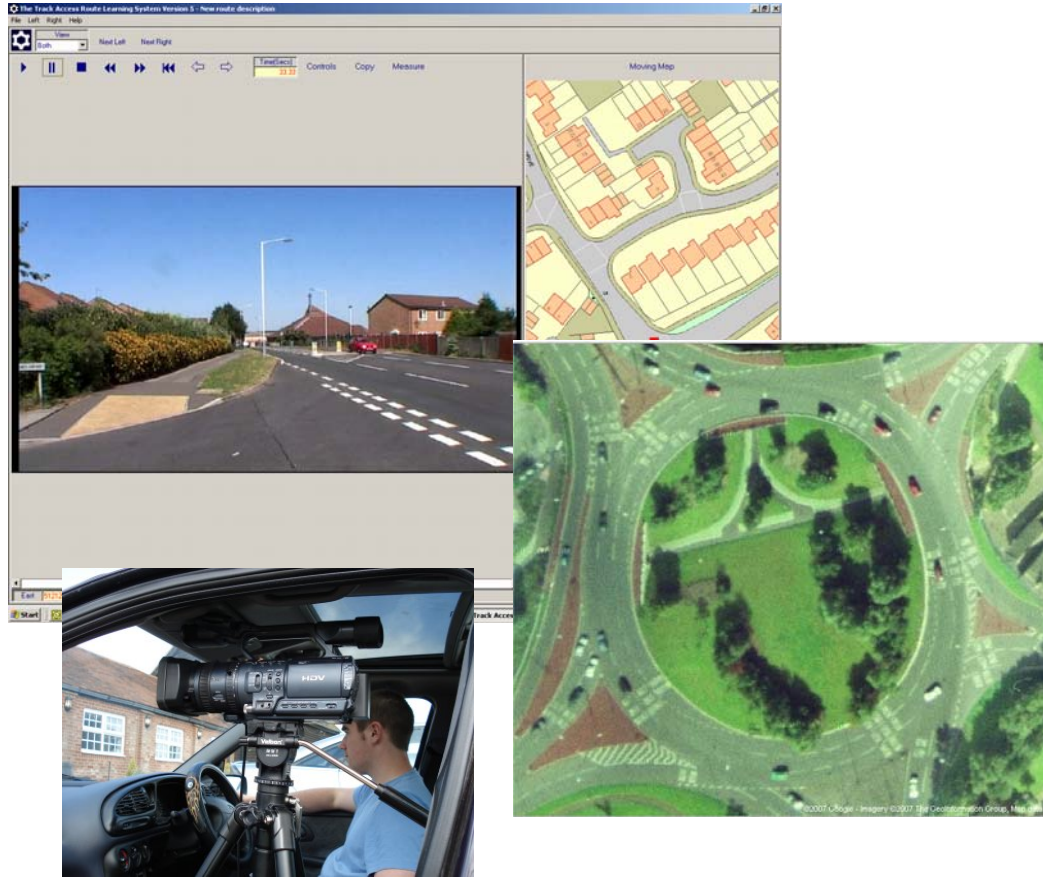 The Track Access Route Learning System Version 5 - New route description
File Left Right Help
View
Both
Next Left Next Right
Time(Secs)
33.33
Controls Copy Measure
Moving Map
East
Start
Track Access
HDV
Velbon
©2007 Google - Imagery ©2007 The GeoInformation Group, Map data